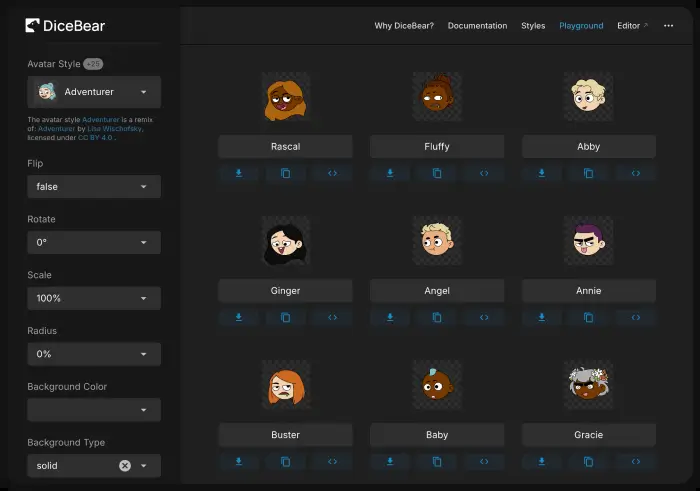 DiceBear
Why DiceBear?
Documentation
Styles
Playground
Editor
Avatar Style +29
Adventurer
The avatar style Adventurer is a remix
of: Adventurer by Lisa Wischofsky,
licensed under CC BY 4.0 .
Flip
false
Rotate
0°
Scale
100%
Radius
0%
Background Color
Background Type
solid
Rascal
Fluffy
Abby
Ginger
Angel
Annie
Buster
Baby
Gracie